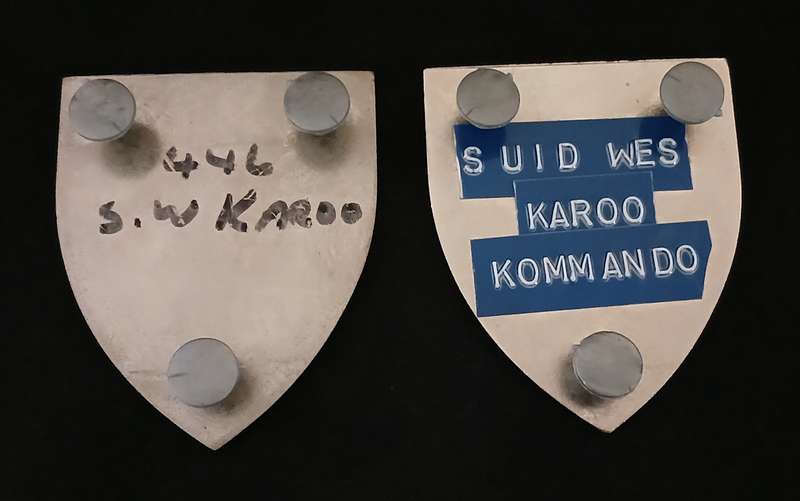 446
S.W KAROO
SUID WES
KAROO
KOMMANDO